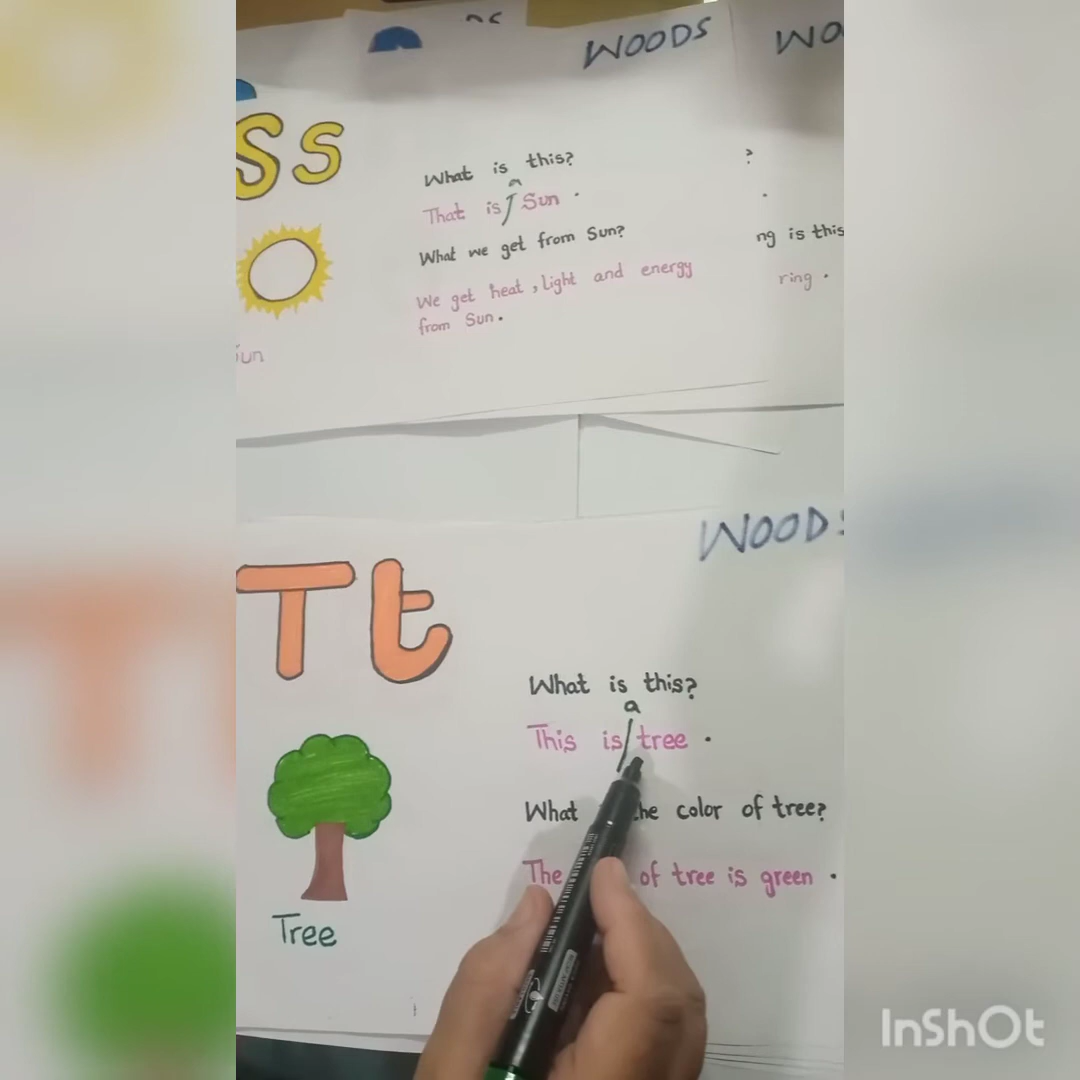 WOODS
WO
Ss
What is this?
?
a
That is Sun .
.
What we get from Sun?
ng is this
We get heat , light and energy
ring .
from Sun .
Sun
WOODS
Tt
What is this?
a
This is tree .
What the color of tree?
The of tree is green .
Tree
InShOt